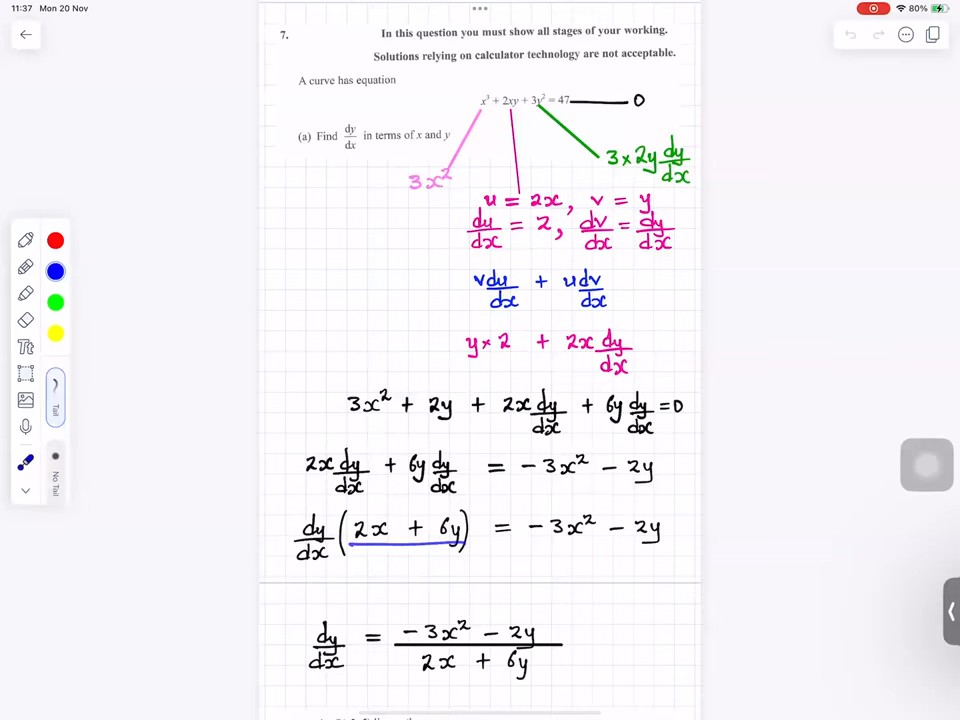 11:37 Mon 20 Nov
80%
7. In this question you must show all stages of your working.
Solutions relying on calculator technology are not acceptable.
A curve has equation
x³ + 2xy + 3y² = 47 0
(a) Find dy/dx in terms of x and y
3 × 2y dy/dx
3x²
u = 2x, v = y
du/dx = 2, dv/dx = dy/dx
v du/dx + u dv/dx
y × 2 + 2x dy/dx
3x² + 2y + 2x dy/dx + 6y dy/dx = 0
2x dy/dx + 6y dy/dx = -3x² - 2y
dy/dx (2x + 6y) = -3x² - 2y
dy/dx = (-3x² - 2y)/(2x + 6y)
Tt
Tail
No Tail